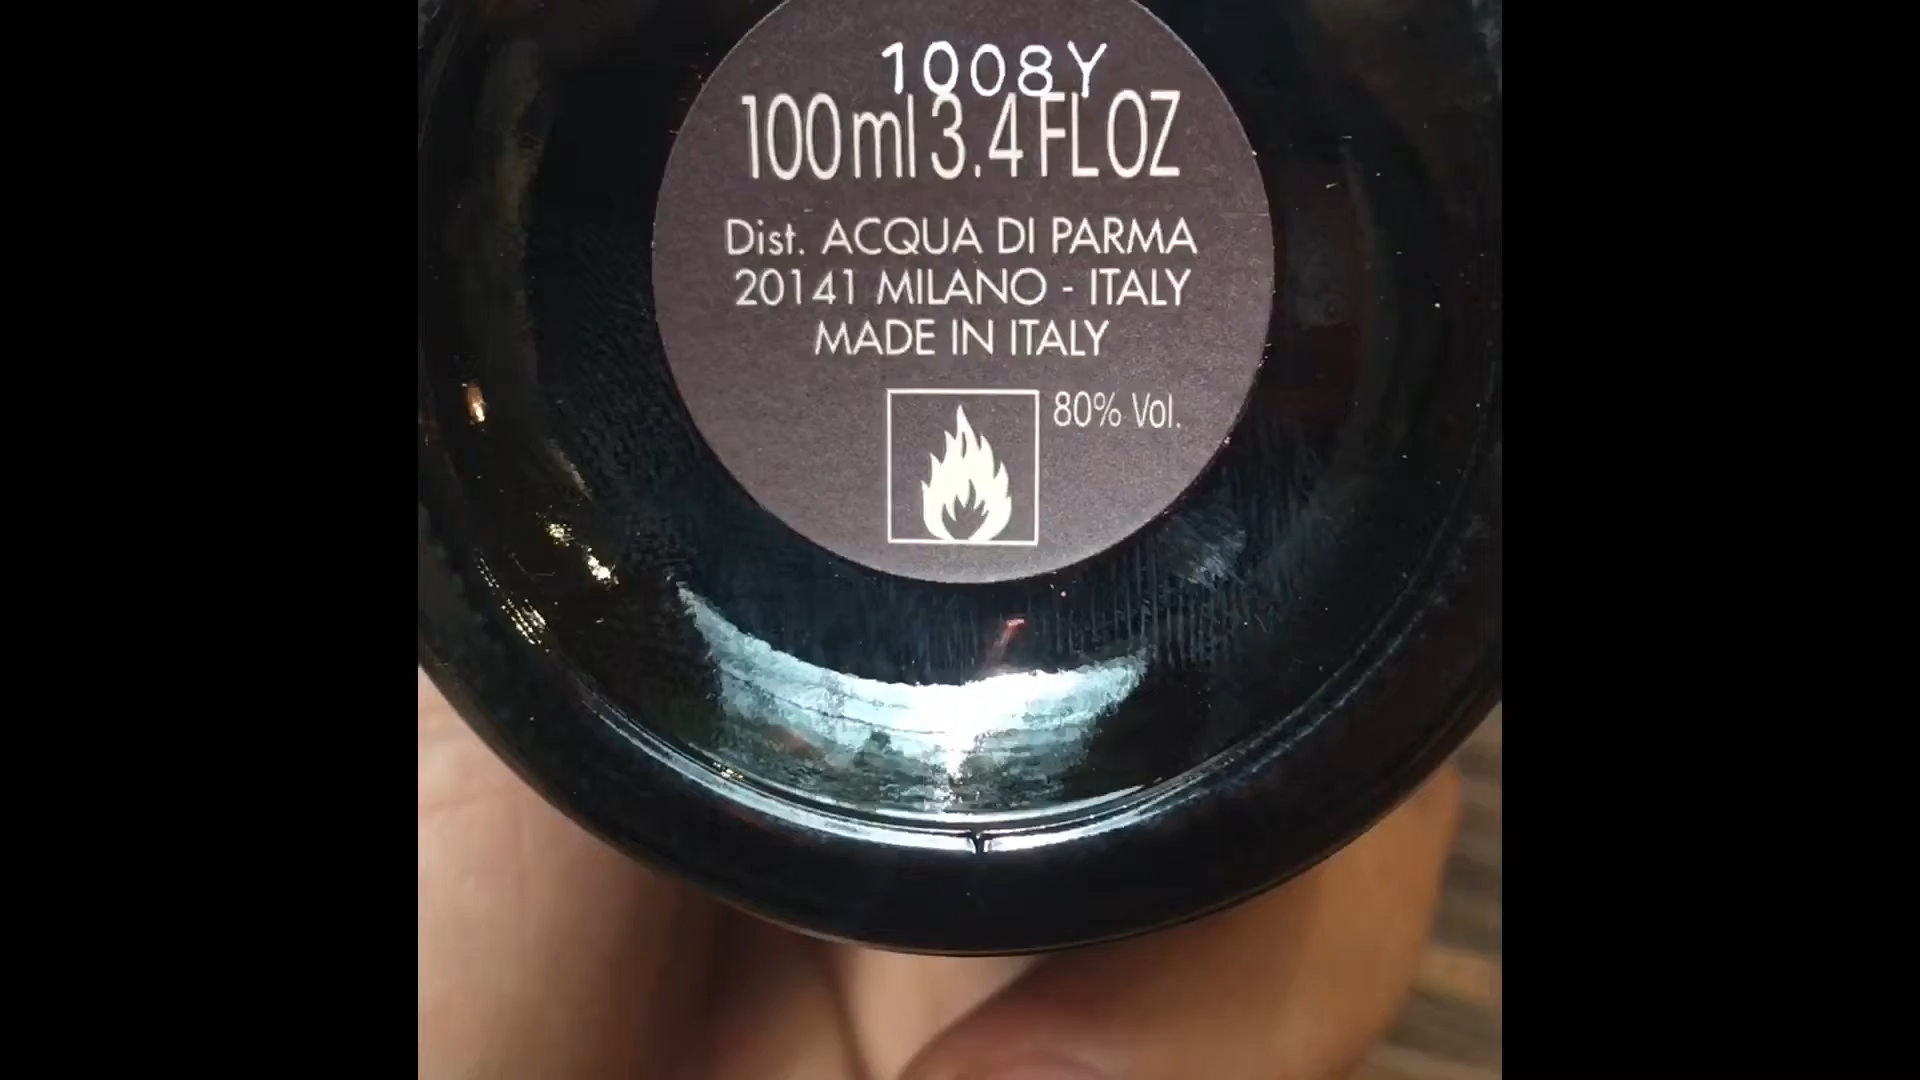 1008Y
100ml 3.4 FL OZ
Dist. ACQUA DI PARMA
20141 MILANO - ITALY
MADE IN ITALY
80% Vol.